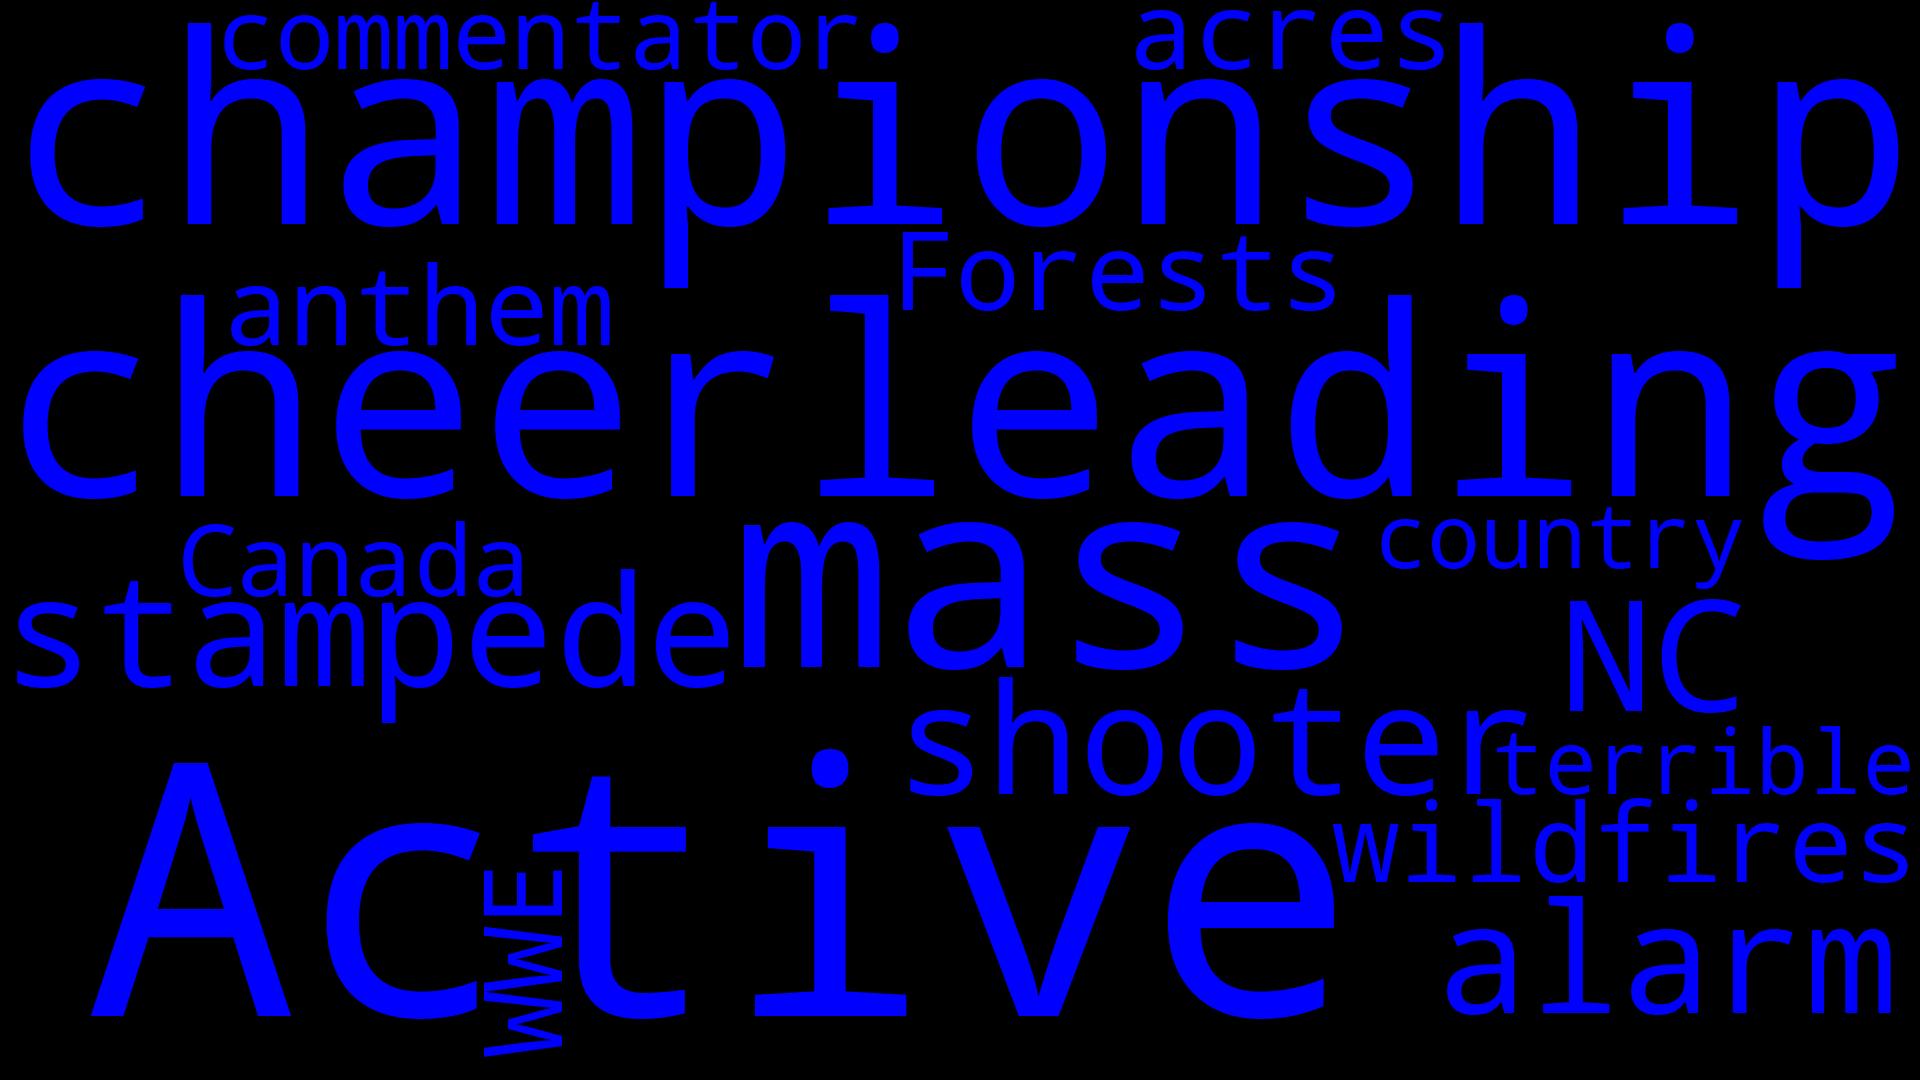 commentator acres
championship
anthem Forests
cheerleading
Canada mass country
stampede NC
shooter
terrible
Active wildfires
WWE alarm